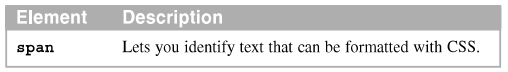 Element Description
span Lets you identify text that can be formatted with CSS.